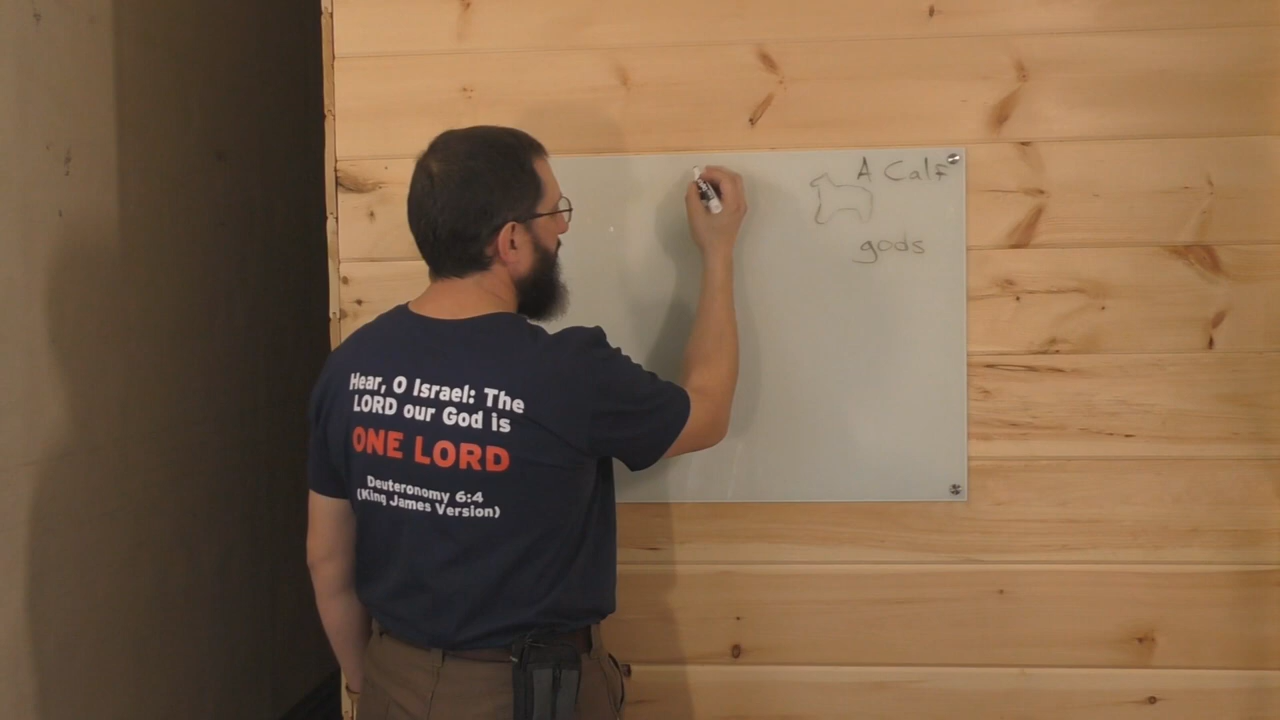 A Calf
gods
Hear, O Israel: The
LORD our God is
ONE LORD
Deuteronomy 6:4
(King James Version)